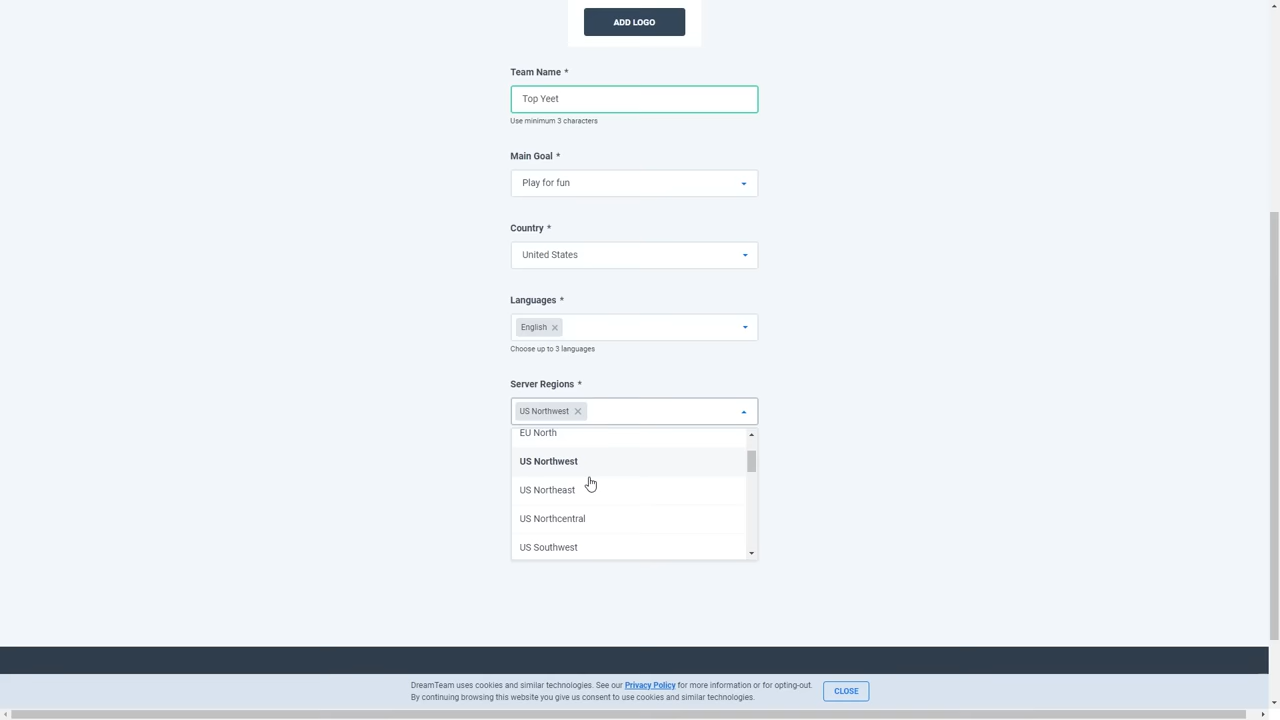 ADD LOGO
Team Name *
Top Yeet
Use minimum 3 characters
Main Goal *
Play for fun
Country *
United States
Languages *
English
Choose up to 3 languages
Server Regions *
US Northwest
EU North
US Northwest
US Northeast
US Northcentral
US Southwest
DreamTeam uses cookies and similar technologies. See our Privacy Policy for more information or for opting-out.
By continuing browsing this website you give us consent to use cookies and similar technologies.
CLOSE